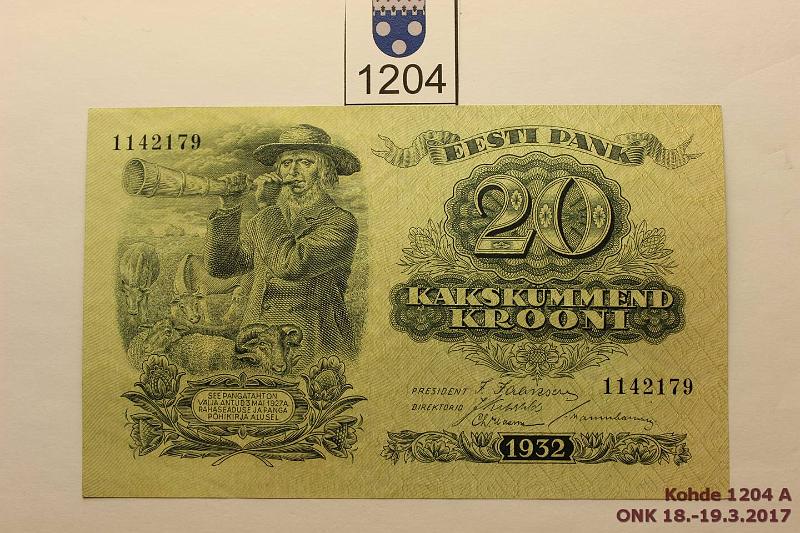 1204
1142179
EESTI PANK
20
KAKSKÜMMEND
KROONI
SEE PANGATÄHT ON
VÄLJA ANTUD 3 MAI 1927.A.
RAHASEADUSE JA PANGA
PÕHIKIRJA ALUSEL
PRESIDENT
1142179
DIREKTORID
1932
Kohde 1204 A
ONK 18.-19.3.2017